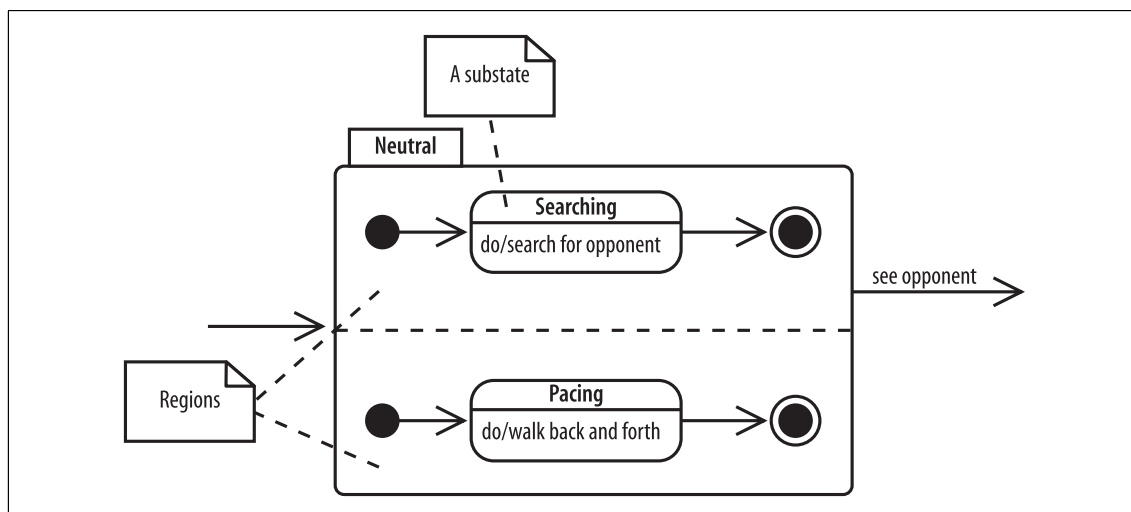 A substate
Neutral
Searching
do/search for opponent
see opponent
Regions
Pacing
do/walk back and forth